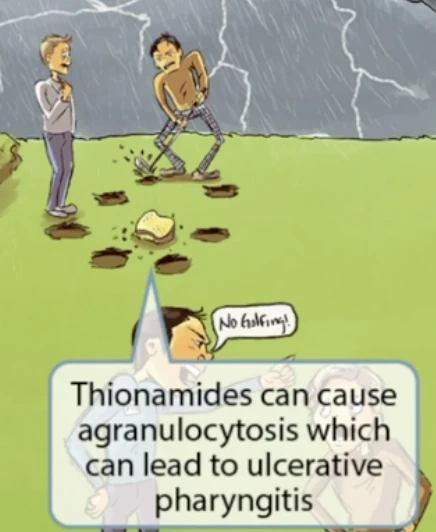 No Golfing!
Thionamides can cause
agranulocytosis which
can lead to ulcerative
pharyngitis